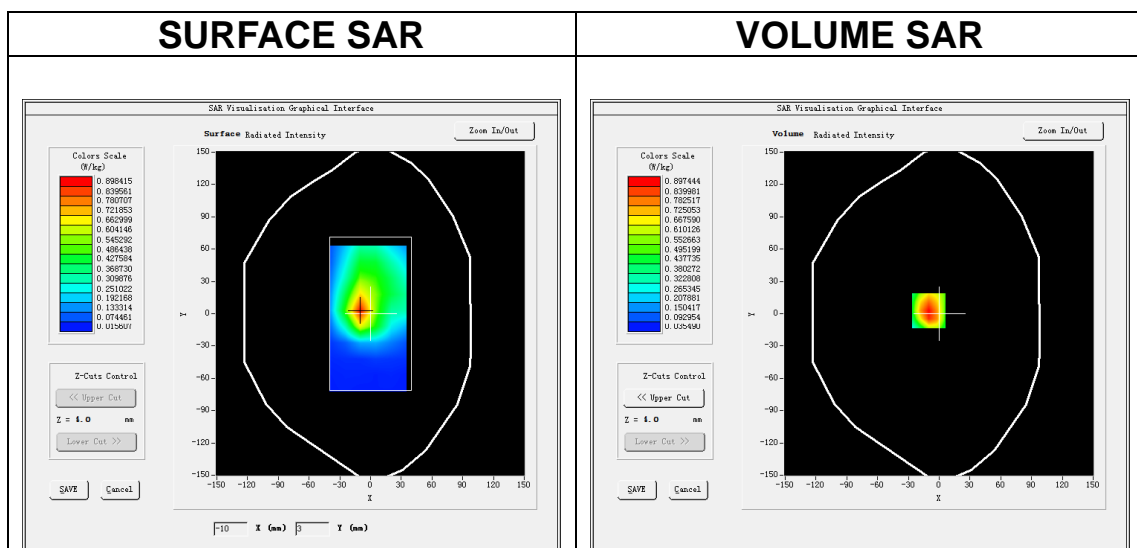 SURFACE SAR
VOLUME SAR
SAR Visualisation Graphical Interface
Surface Radiated Intensity
Zoom In/Out
Colors Scale
(W/kg)
0.898415
0.839561
0.780707
0.721853
0.662999
0.604146
0.545292
0.486438
0.427584
0.368730
0.309876
0.251022
0.192168
0.133314
0.074461
0.015607
150
120
90
60
30
0
-30
-60
-90
-120
-150
Y
-150 -120 -90 -60 -30 0 30 60 90 120 150
X
Z-Cuts Control
<< Upper Cut
Z = 4.0 mm
Lower Cut >>
SAVE Cancel
-10 X (mm) 3 Y (mm)
SAR Visualisation Graphical Interface
Volume Radiated Intensity
Zoom In/Out
Colors Scale
(W/kg)
0.897444
0.839981
0.782517
0.725053
0.667590
0.610126
0.552663
0.495199
0.437735
0.380272
0.322808
0.265345
0.207881
0.150417
0.092954
0.035490
150
120
90
60
30
0
-30
-60
-90
-120
-150
Y
-150 -120 -90 -60 -30 0 30 60 90 120 150
X
Z-Cuts Control
<< Upper Cut
Z = 4.0 mm
Lower Cut >>
SAVE Cancel